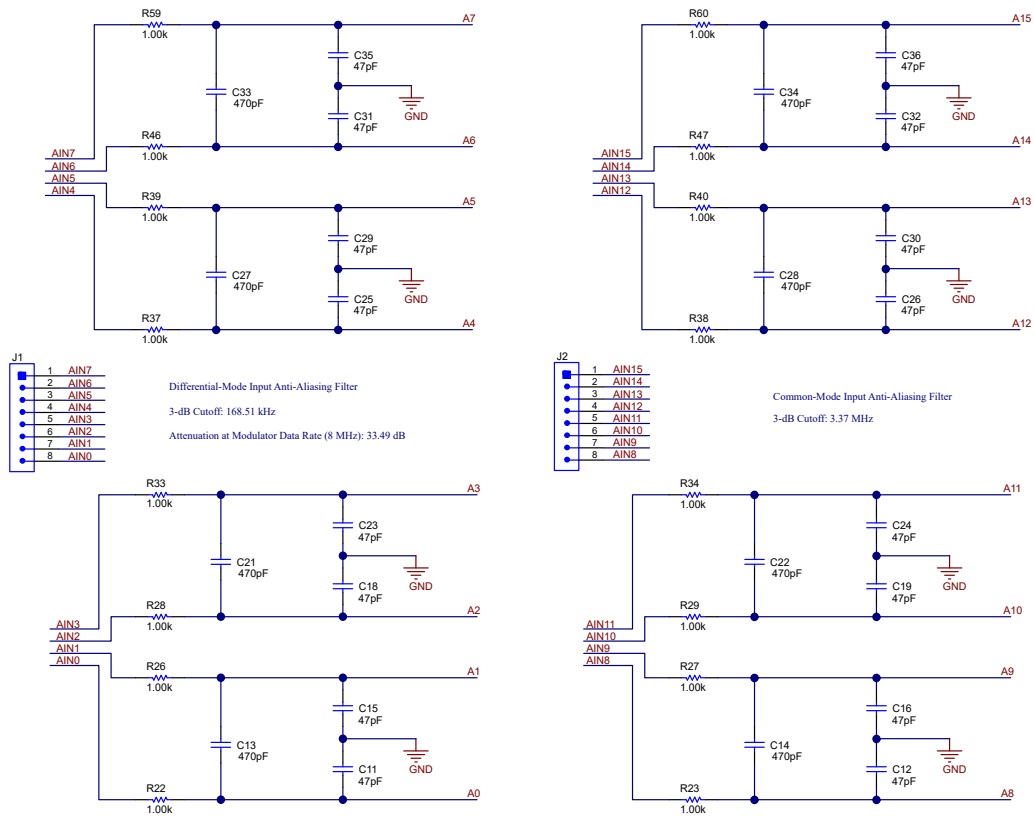 R59
1.00k
A7
C35
47pF
C33
470pF
GND
C31
47pF
R46
1.00k
A6
AIN7
AIN6
AIN5
AIN4
R39
1.00k
A5
C29
47pF
C27
470pF
GND
C25
47pF
R37
1.00k
A4
R60
1.00k
A15
C36
47pF
C34
470pF
GND
C32
47pF
R47
1.00k
A14
AIN15
AIN14
AIN13
AIN12
R40
1.00k
A13
C30
47pF
C28
470pF
GND
C26
47pF
R38
1.00k
A12
J1
1 AIN7
2 AIN6
3 AIN5
4 AIN4
5 AIN3
6 AIN2
7 AIN1
8 AIN0
Differential-Mode Input Anti-Aliasing Filter
3-dB Cutoff: 168.51 kHz
Attenuation at Modulator Data Rate (8 MHz): 33.49 dB
J2
1 AIN15
2 AIN14
3 AIN13
4 AIN12
5 AIN11
6 AIN10
7 AIN9
8 AIN8
Common-Mode Input Anti-Aliasing Filter
3-dB Cutoff: 3.37 MHz
R33
1.00k
A3
C23
47pF
C21
470pF
GND
C18
47pF
R28
1.00k
A2
AIN3
AIN2
AIN1
AIN0
R26
1.00k
A1
C15
47pF
C13
470pF
GND
C11
47pF
R22
1.00k
A0
R34
1.00k
A11
C24
47pF
C22
470pF
GND
C19
47pF
R29
1.00k
A10
AIN11
AIN10
AIN9
AIN8
R27
1.00k
A9
C16
47pF
C14
470pF
GND
C12
47pF
R23
1.00k
A8